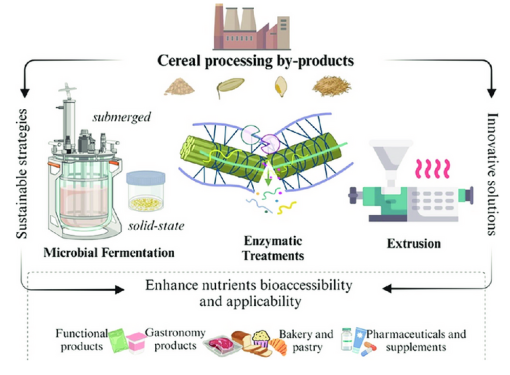 Cereal processing by-products
Sustainable strategies
submerged
solid-state
Microbial Fermentation
Enzymatic
Treatments
Extrusion
Innovative solutions
Enhance nutrients bioaccessibility
and applicability
Functional
products
Gastronomy
products
Bakery and
pastry
Pharmaceuticals and
supplements